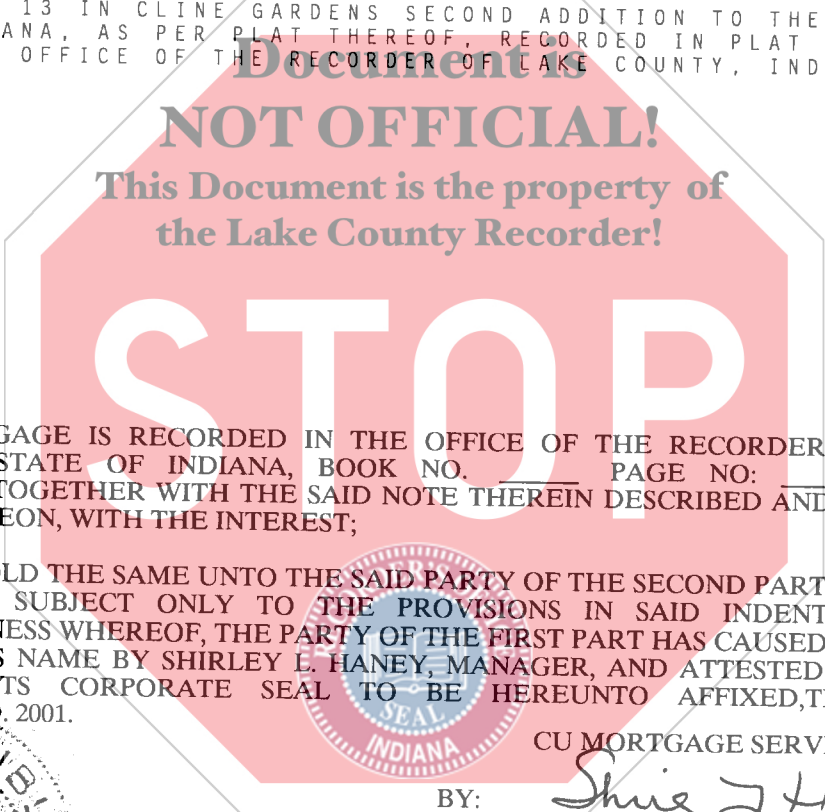 13 IN CLINE GARDENS SECOND ADDITION TO THE
ANA, AS PER PLAT THEREOF, RECORDED IN PLAT
OFFICE OF THE RECORDER OF LAKE COUNTY, IND
Document is
NOT OFFICIAL!
This Document is the property of
the Lake County Recorder!
STOP
GAGE IS RECORDED IN THE OFFICE OF THE RECORDER
STATE OF INDIANA, BOOK NO. ______ PAGE NO: ___
TOGETHER WITH THE SAID NOTE THEREIN DESCRIBED AND
EON, WITH THE INTEREST;
LD THE SAME UNTO THE SAID PARTY OF THE SECOND PART
SUBJECT ONLY TO THE PROVISIONS IN SAID INDENT
NESS WHEREOF, THE PARTY OF THE FIRST PART HAS CAUSED
S NAME BY SHIRLEY L. HANEY, MANAGER, AND ATTESTED
TS CORPORATE SEAL TO BE HEREUNTO AFFIXED,T
. 2001.
SEAL
INDIANA
CU MORTGAGE SERV
BY: